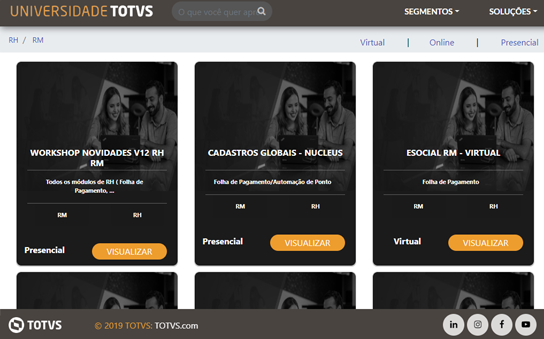 UNIVERSIDADE TOTVS
O que você quer apr
SEGMENTOS
SOLUÇÕES
RH / RM
Virtual | Online | Presencial
WORKSHOP NOVIDADES V12 RH
RM
Todos os módulos de RH ( Folha de
Pagamento, ...
RM RH
Presencial VISUALIZAR
CADASTROS GLOBAIS - NUCLEUS
Folha de Pagamento/Automação de Ponto
RM RH
Presencial VISUALIZAR
ESOCIAL RM - VIRTUAL
Folha de Pagamento
RM RH
Virtual VISUALIZAR
TOTVS
© 2019 TOTVS: TOTVS.com
in
f